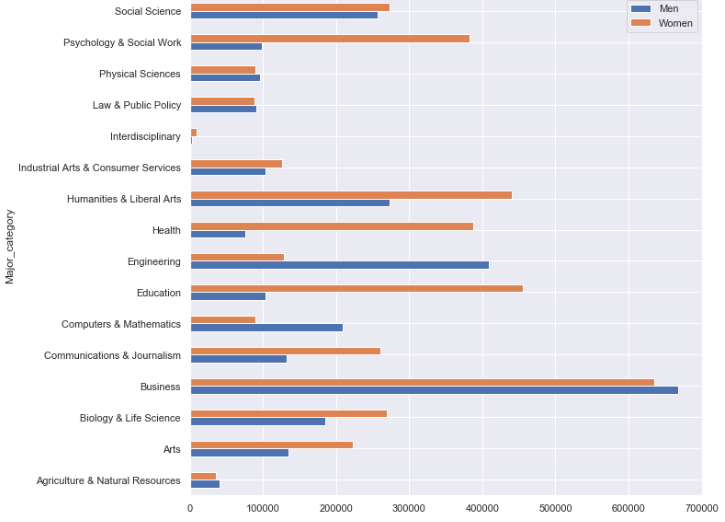 Men
Women
Major_category
Social Science
Psychology & Social Work
Physical Sciences
Law & Public Policy
Interdisciplinary
Industrial Arts & Consumer Services
Humanities & Liberal Arts
Health
Engineering
Education
Computers & Mathematics
Communications & Journalism
Business
Biology & Life Science
Arts
Agriculture & Natural Resources
0 100000 200000 300000 400000 500000 600000 700000